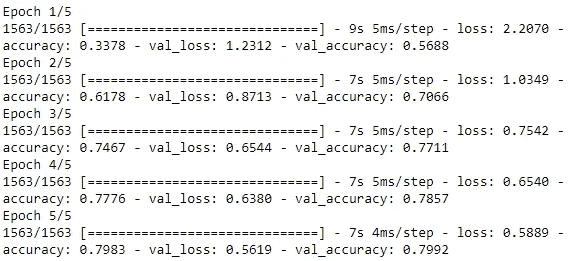 Epoch 1/5
1563/1563 [==============================] - 9s 5ms/step - loss: 2.2070 -
accuracy: 0.3378 - val_loss: 1.2312 - val_accuracy: 0.5688
Epoch 2/5
1563/1563 [==============================] - 7s 5ms/step - loss: 1.0349 -
accuracy: 0.6178 - val_loss: 0.8713 - val_accuracy: 0.7066
Epoch 3/5
1563/1563 [==============================] - 7s 5ms/step - loss: 0.7542 -
accuracy: 0.7467 - val_loss: 0.6544 - val_accuracy: 0.7711
Epoch 4/5
1563/1563 [==============================] - 7s 5ms/step - loss: 0.6540 -
accuracy: 0.7776 - val_loss: 0.6380 - val_accuracy: 0.7857
Epoch 5/5
1563/1563 [==============================] - 7s 4ms/step - loss: 0.5889 -
accuracy: 0.7983 - val_loss: 0.5619 - val_accuracy: 0.7992